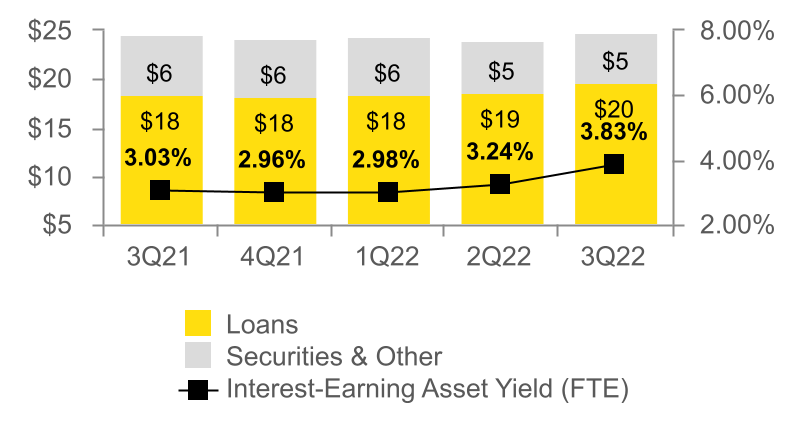 $25 8.00%
$6 $6 $6 $5 $5
$20 6.00%
$18 $18 $18 $19 $20
$15
3.03% 2.96% 2.98% 3.24% 3.83%
$10 4.00%
$5 2.00%
3Q21 4Q21 1Q22 2Q22 3Q22
Loans
Securities & Other
Interest-Earning Asset Yield (FTE)